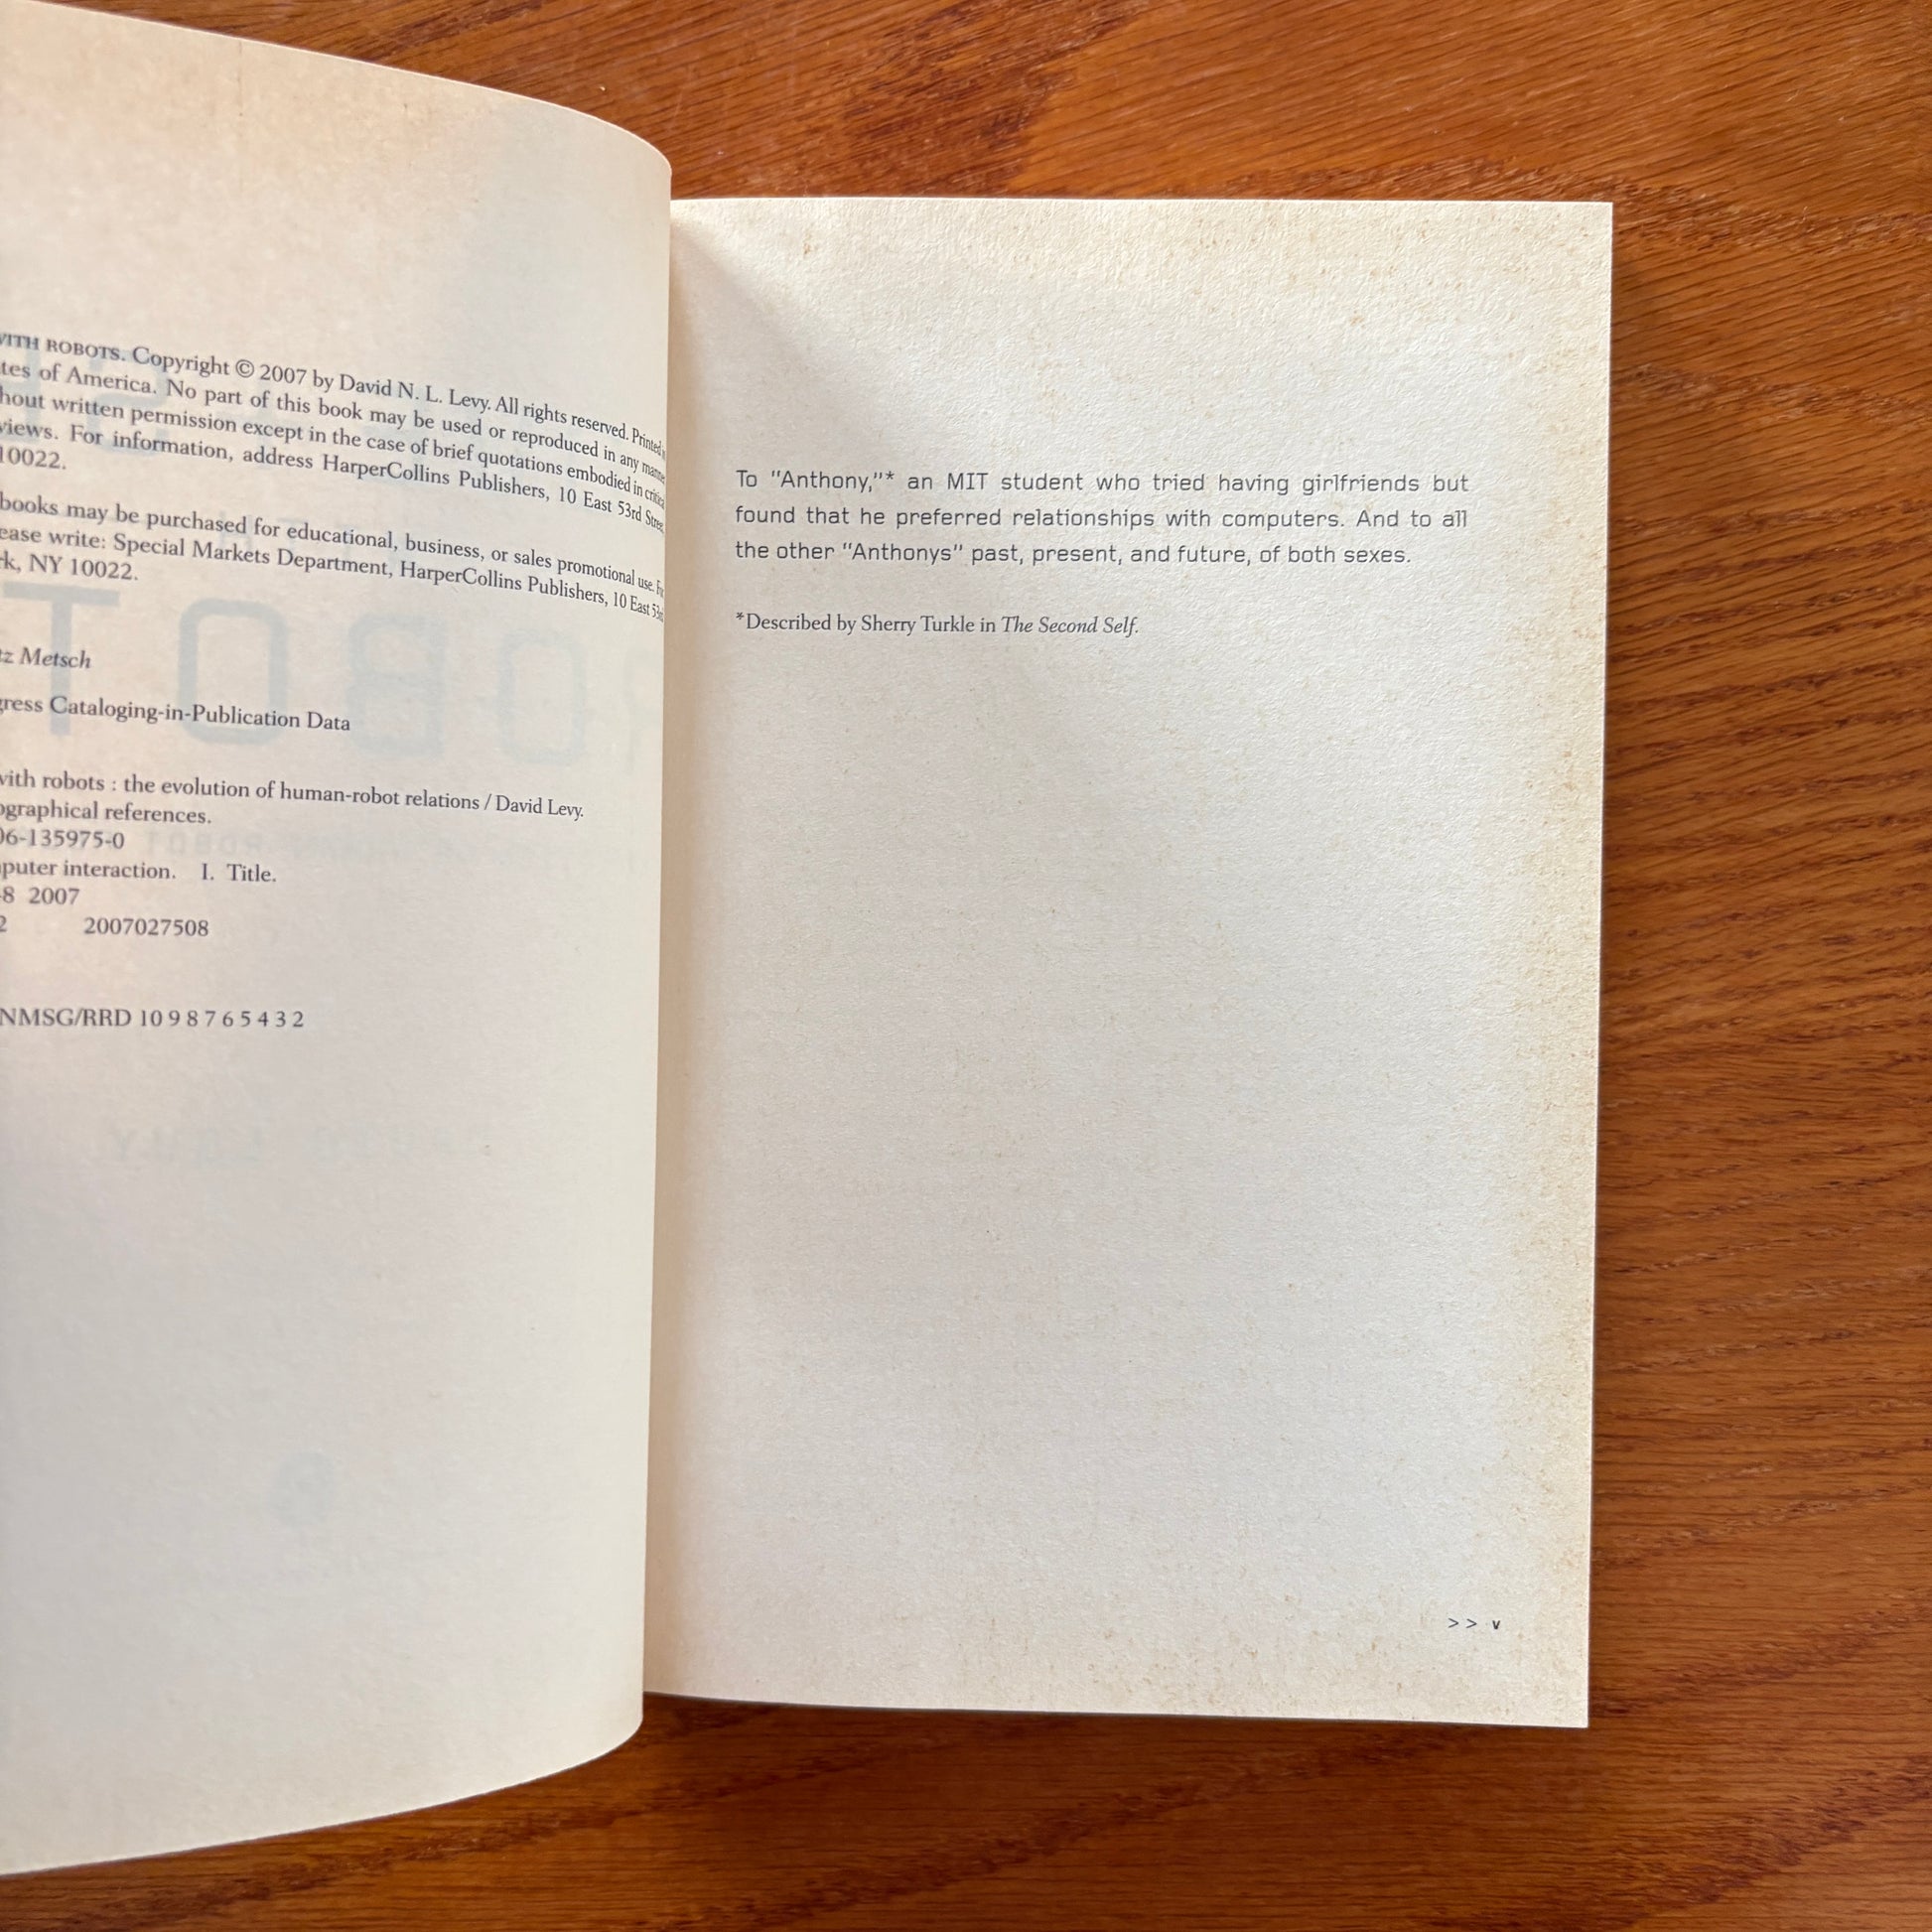 WITH ROBOTS. Copyright © 2007 by David N. L. Levy. All rights reserved. Printed
tes of America. No part of this book may be used or reproduced in any manne
hout written permission except in the case of brief quotations embodied in critica
views. For information, address HarperCollins Publishers, 10 East 53rd Street,
10022.
books may be purchased for educational, business, or sales promotional use. Fo
ease write: Special Markets Department, HarperCollins Publishers, 10 East 53rd
k, NY 10022.
tz Metsch
gress Cataloging-in-Publication Data
with robots : the evolution of human-robot relations / David Levy.
ographical references.
06-135975-0
puter interaction. I. Title.
8 2007
2 2007027508
NMSG/RRD 10 9 8 7 6 5 4 3 2
To "Anthony,"* an MIT student who tried having girlfriends but
found that he preferred relationships with computers. And to all
the other "Anthonys" past, present, and future, of both sexes.
*Described by Sherry Turkle in The Second Self.
>> v